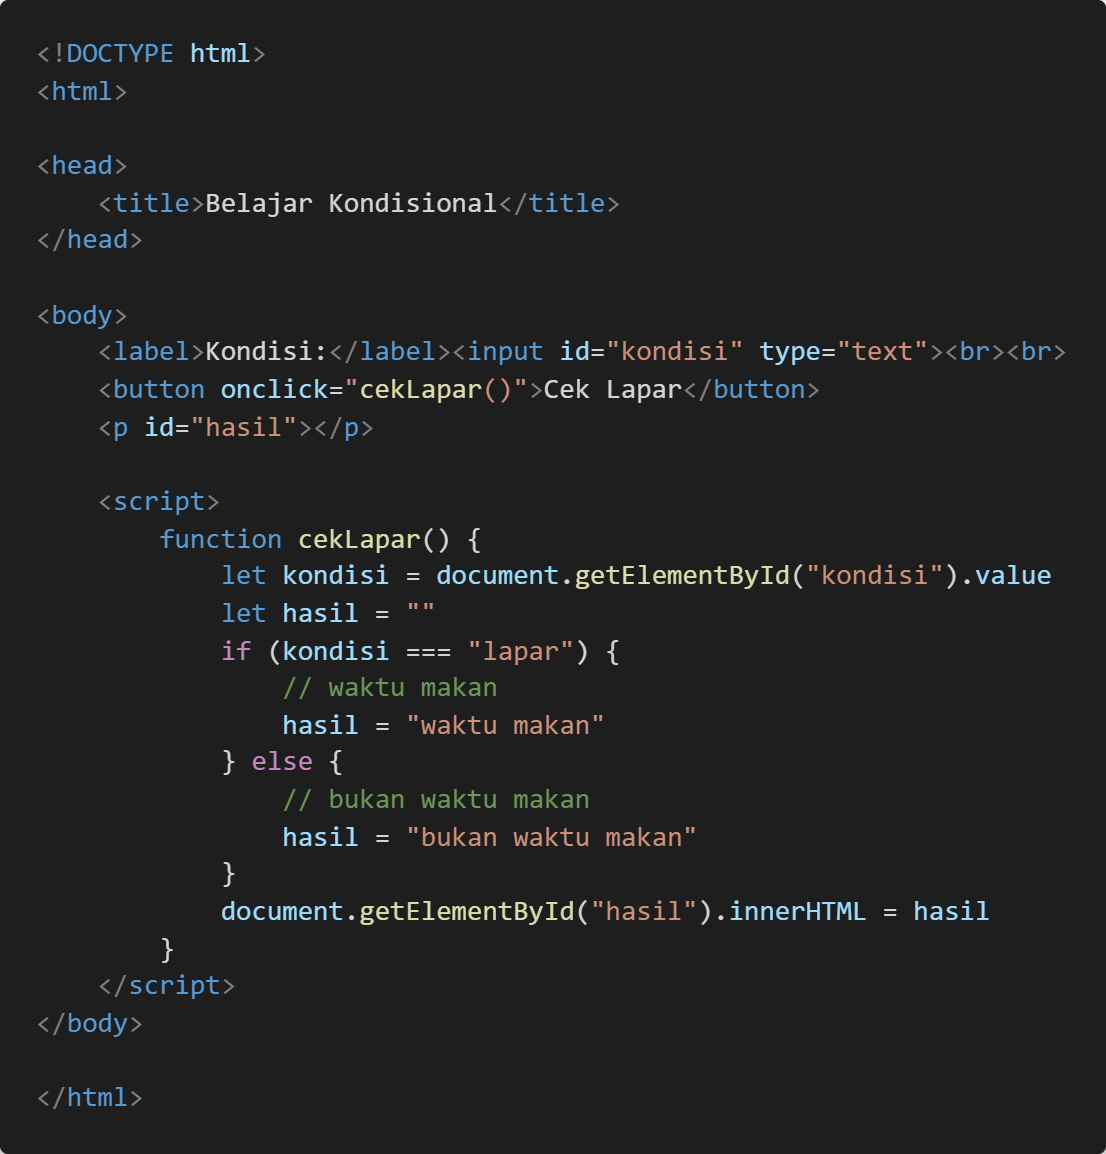 <!DOCTYPE html>
<html>

<head>
    <title>Belajar Kondisional</title>
</head>

<body>
    <label>Kondisi:</label><input id="kondisi" type="text"><br><br>
    <button onclick="cekLapar()">Cek Lapar</button>
    <p id="hasil"></p>

    <script>
        function cekLapar() {
            let kondisi = document.getElementById("kondisi").value
            let hasil = ""
            if (kondisi === "lapar") {
                // waktu makan
                hasil = "waktu makan"
            } else {
                // bukan waktu makan
                hasil = "bukan waktu makan"
            }
            document.getElementById("hasil").innerHTML = hasil
        }
    </script>
</body>

</html>